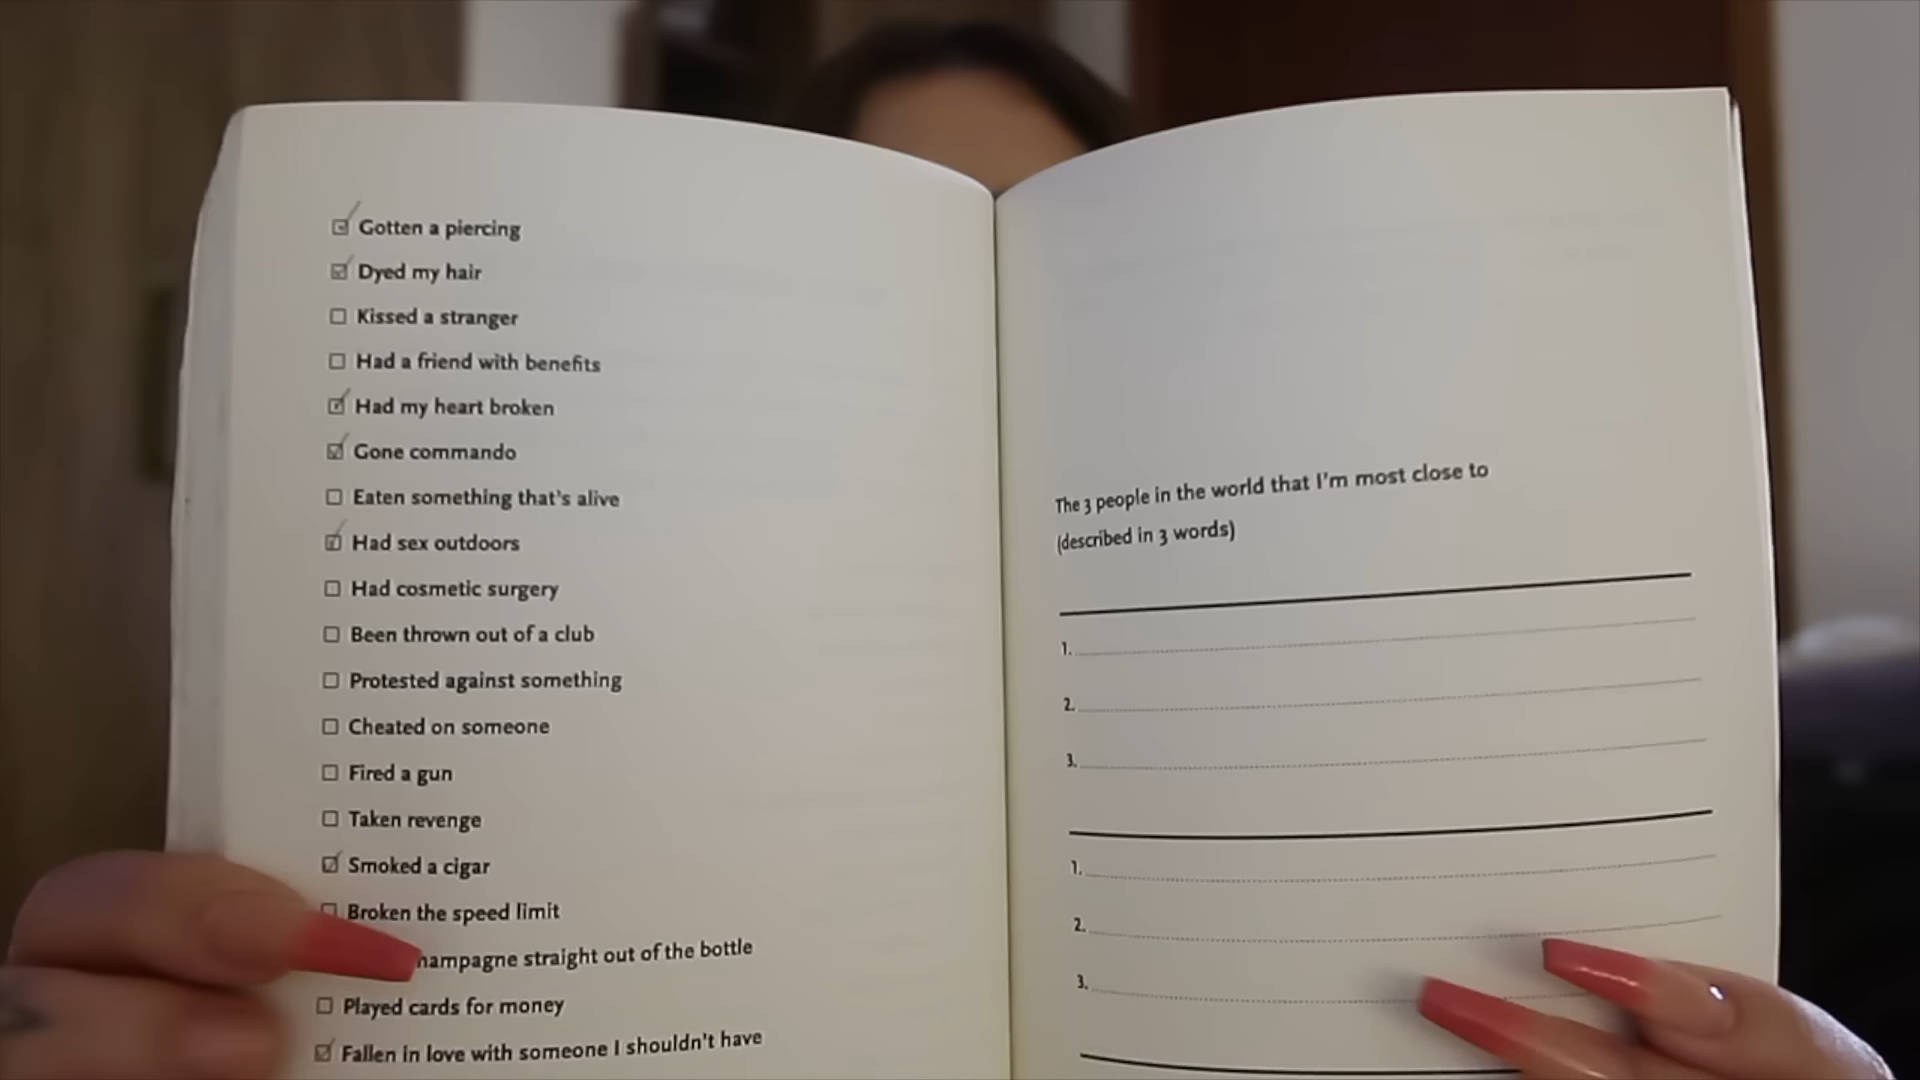 Gotten a piercing
Dyed my hair
Kissed a stranger
Had a friend with benefits
Had my heart broken
Gone commando
Eaten something that's alive
Had sex outdoors
Had cosmetic surgery
Been thrown out of a club
Protested against something
Cheated on someone
Fired a gun
Taken revenge
Smoked a cigar
Broken the speed limit
hampagne straight out of the bottle
Played cards for money
Fallen in love with someone I shouldn't have
The 3 people in the world that I'm most close to
(described in 3 words)
1.
2.
3.
1.
2.
3.